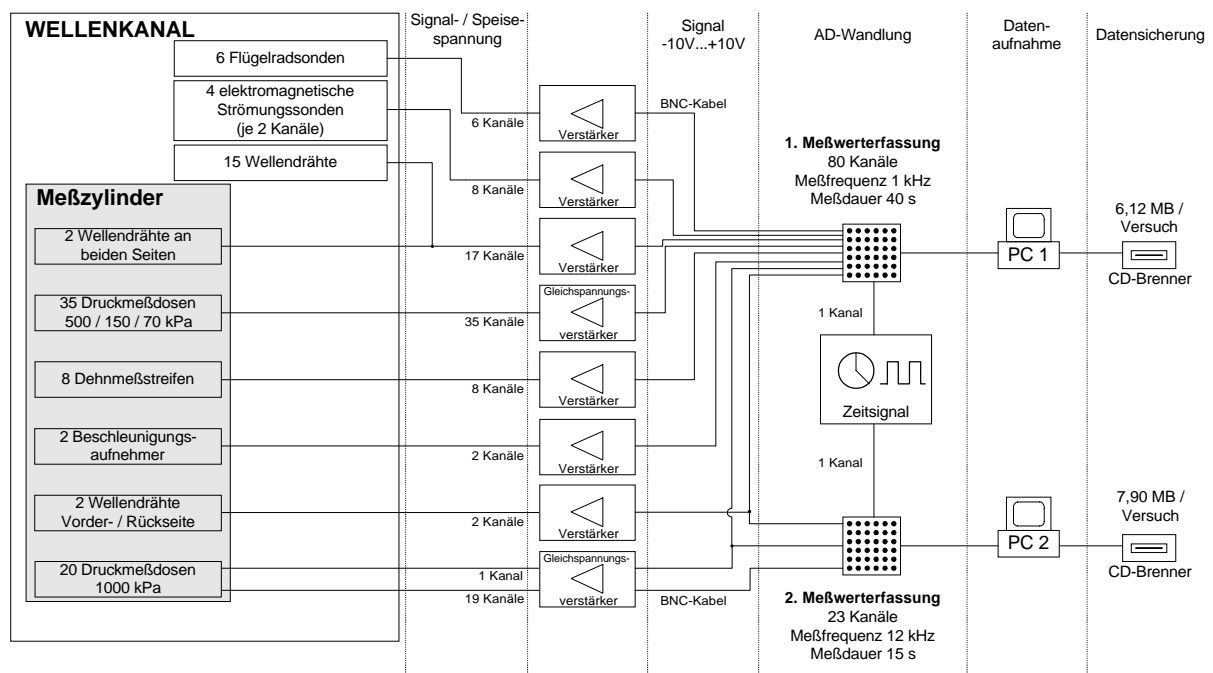 WELLENKANAL
Signal- / Speise-
spannung
Signal
-10V...+10V
AD-Wandlung
Daten-
aufnahme
Datensicherung
6 Flügelradsonden
4 elektromagnetische
Strömungssonden
(je 2 Kanäle)
15 Wellendrähte
Meßzylinder
2 Wellendrähte an
beiden Seiten
35 Druckmeßdosen
500 / 150 / 70 kPa
8 Dehnmeßstreifen
2 Beschleunigungs-
aufnehmer
2 Wellendrähte
Vorder- / Rückseite
20 Druckmeßdosen
1000 kPa
6 Kanäle
8 Kanäle
17 Kanäle
35 Kanäle
8 Kanäle
2 Kanäle
2 Kanäle
1 Kanal
19 Kanäle
Verstärker
Verstärker
Verstärker
Gleichspannungs-
verstärker
Verstärker
Verstärker
Verstärker
Gleichspannungs-
verstärker
BNC-Kabel
BNC-Kabel
1. Meßwerterfassung
80 Kanäle
Meßfrequenz 1 kHz
Meßdauer 40 s
1 Kanal
Zeitsignal
1 Kanal
2. Meßwerterfassung
23 Kanäle
Meßfrequenz 12 kHz
Meßdauer 15 s
PC 1
6,12 MB /
Versuch
CD-Brenner
PC 2
7,90 MB /
Versuch
CD-Brenner